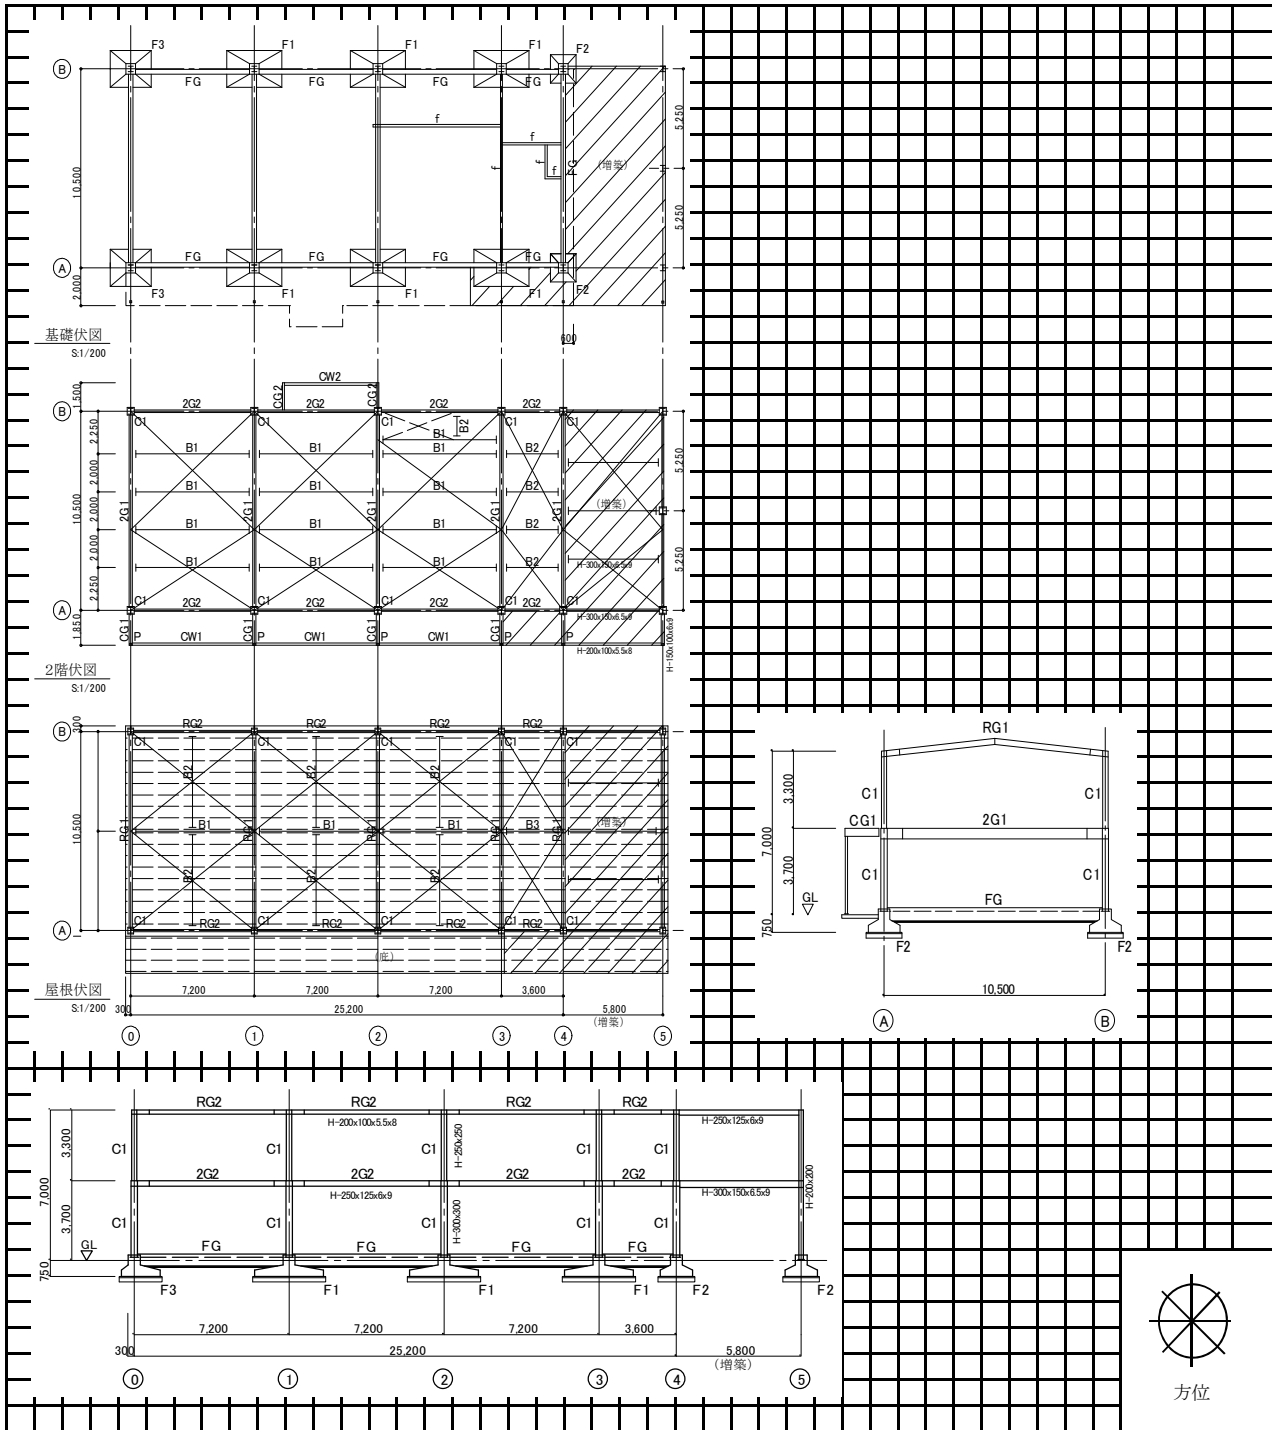 F3 F1 F1 F1 F2
B
FG FG FG FG
f
f
f
f
f
FG
(増築)
5,250
10,500
5,250
FG FG FG FG
A
2,000
F3 F1 F1 F1 F2
基礎伏図
S:1/200
600
CW2
1,500
CG2 CG2
2G2 2G2 2G2 2G2
B
C1 C1 C1 C1 C1
B1 B2
2,250
B1 B1 B1 B2
2,000
5,250
B1 B1 B1 B2
(増築)
10,500
2G1 2G1 2G1 2G1 2G1
2,000
B1 B1 B1 B2
2,000
B1 B1 B1 B2
H-300x150x6.5x9
5,250
2,250
C1 C1 C1 C1 C1
A
2G2 2G2 2G2 2G2
H-300x150x6.5x9
1,850
CG1 CG1 CG1 CG1
P CW1 P CW1 P CW1 P P
H-200x100x5.5x8
H-150x100x6x9
2階伏図
S:1/200
300
RG2 RG2 RG2 RG2
B
C1 C1 C1 C1 C1
B2 B2 B2
10,500
RG1 B1 RG1 B1 RG1 B1 RG1 B3 RG1
(増築)
B2 B2 B2
C1 C1 C1 C1 C1
A
RG2 RG2 RG2 RG2
(庇)
屋根伏図
S:1/200
7,200 7,200 7,200 3,600
300 25,200 5,800
(増築)
0 1 2 3 4 5
RG1
3,300
C1 C1
CG1 2G1
7,000
3,700
C1 C1
GL
FG
750
F2 F2
10,500
A B
RG2 RG2 RG2 RG2
H-200x100x5.5x8
H-250x125x6x9
3,300
C1 C1 C1 C1 C1
H-250x250
2G2 2G2 2G2 2G2
H-250x125x6x9
H-300x150x6.5x9
H-200x200
7,000
3,700
C1 C1 C1 C1 C1
H-300x300
GL
FG FG FG FG
750
F3 F1 F1 F1 F2 F2
7,200 7,200 7,200 3,600
300 25,200 5,800
(増築)
0 1 2 3 4 5
方位